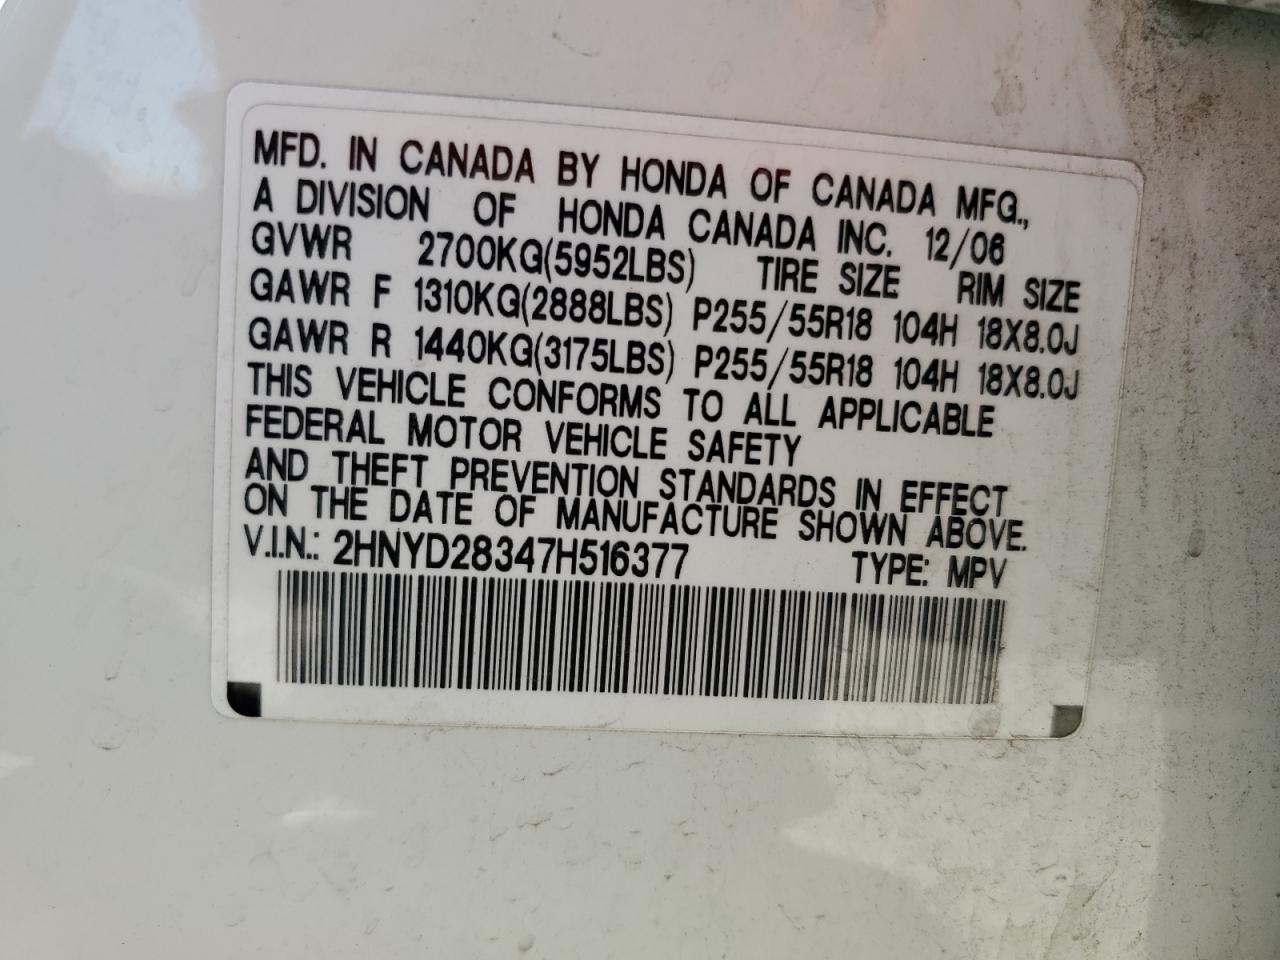 MFD. IN CANADA BY HONDA OF CANADA MFG.,
A DIVISION OF HONDA CANADA INC. 12/06
GVWR 2700KG(5952LBS) TIRE SIZE RIM SIZE
GAWR F 1310KG(2888LBS) P255/55R18 104H 18X8.0J
GAWR R 1440KG(3175LBS) P255/55R18 104H 18X8.0J
THIS VEHICLE CONFORMS TO ALL APPLICABLE
FEDERAL MOTOR VEHICLE SAFETY
AND THEFT PREVENTION STANDARDS IN EFFECT
ON THE DATE OF MANUFACTURE SHOWN ABOVE.
V.I.N.: 2HNYD28347H516377 TYPE: MPV